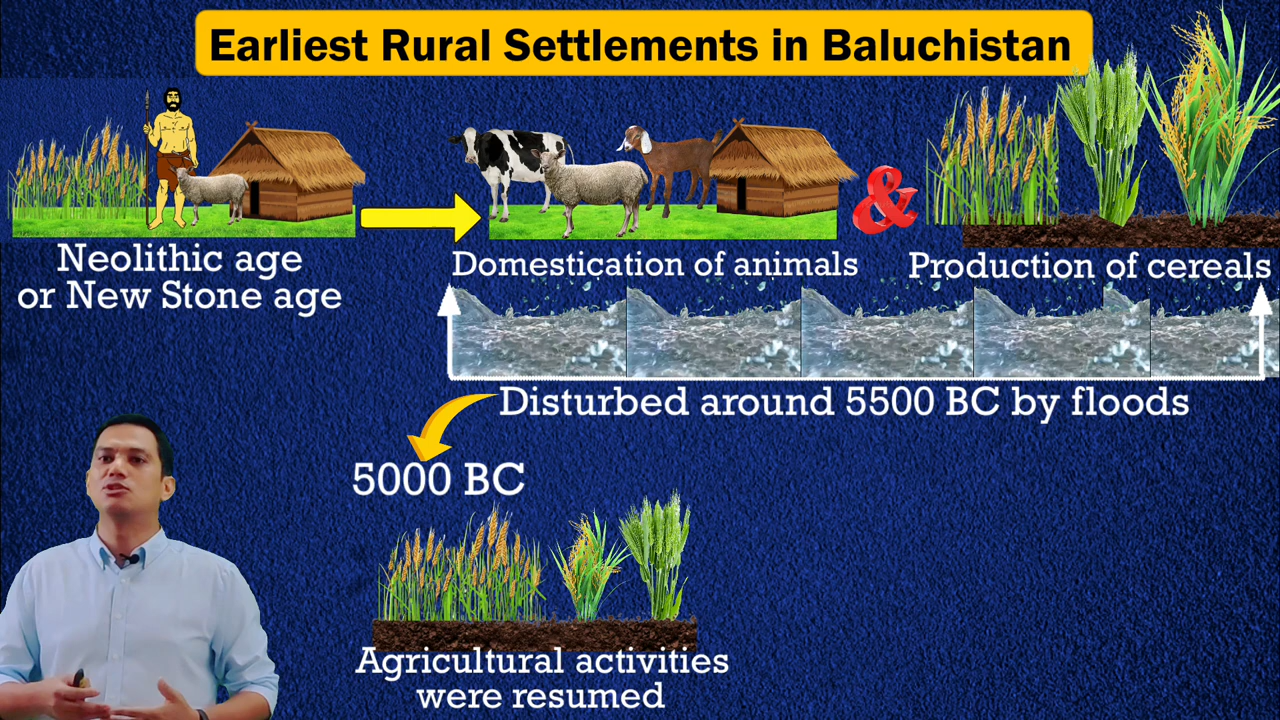 Earliest Rural Settlements in Baluchistan
Neolithic age
or New Stone age
Domestication of animals
&
Production of cereals
Disturbed around 5500 BC by floods
5000 BC
Agricultural activities
were resumed